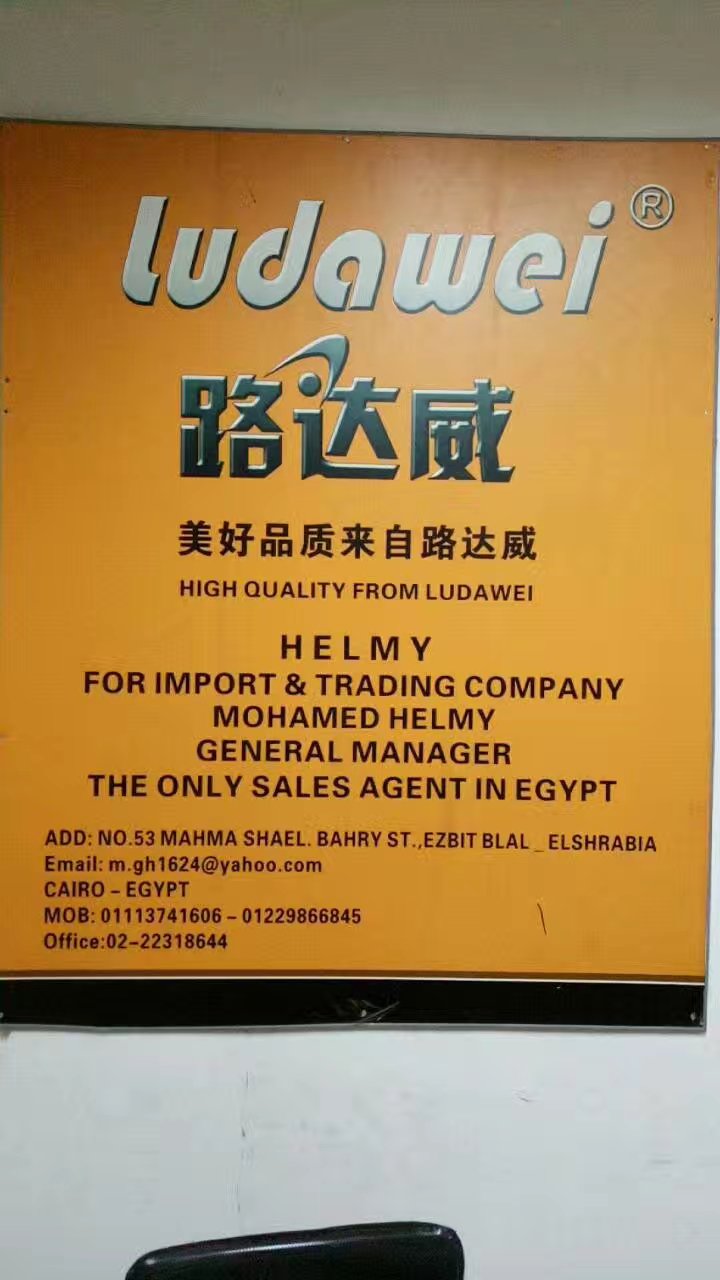 ludawei ®
路达威
美好品质来自路达威
HIGH QUALITY FROM LUDAWEI
HELMY
FOR IMPORT & TRADING COMPANY
MOHAMED HELMY
GENERAL MANAGER
THE ONLY SALES AGENT IN EGYPT
ADD: NO.53 MAHMA SHAEL. BAHRY ST.,EZBIT BLAL _ ELSHRABIA
Email: m.gh1624@yahoo.com
CAIRO – EGYPT
MOB: 01113741606 – 01229866845
Office:02–22318644